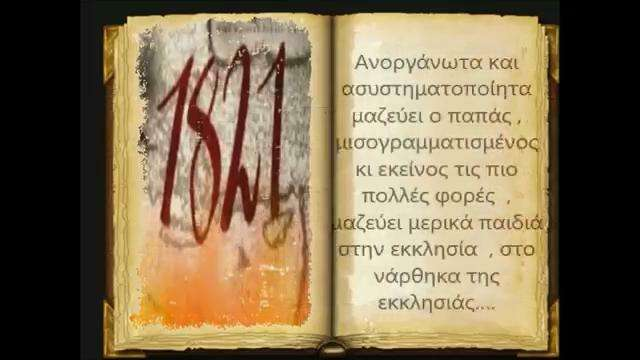 1821
Ανοργάνωτα και
ασυστηματοποίητα
μαζεύει ο παπάς ,
μισογραμματισμένος
κι εκείνος τις πιο
πολλές φορές ,
μαζεύει μερικά παιδιά
στην εκκλησία , στο
νάρθηκα της
εκκλησιάς....